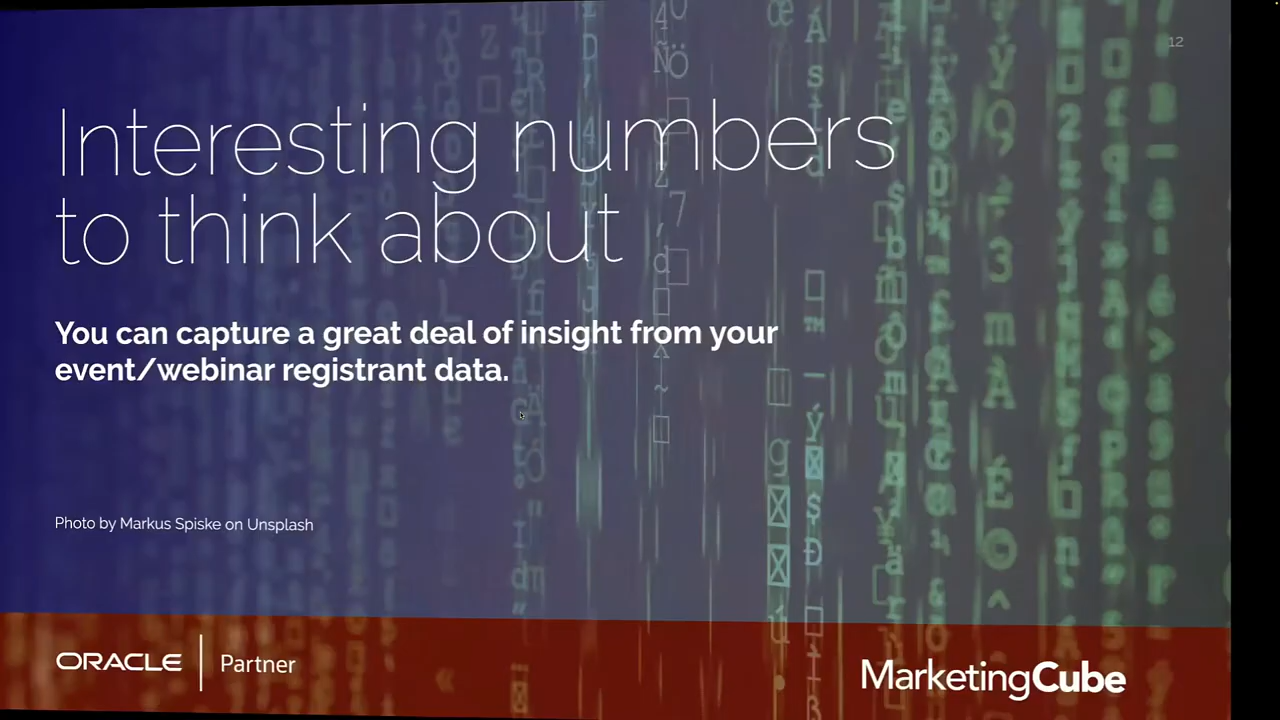 12
Interesting numbers
to think about
You can capture a great deal of insight from your
event/webinar registrant data.
Photo by Markus Spiske on Unsplash
ORACLE | Partner
MarketingCube